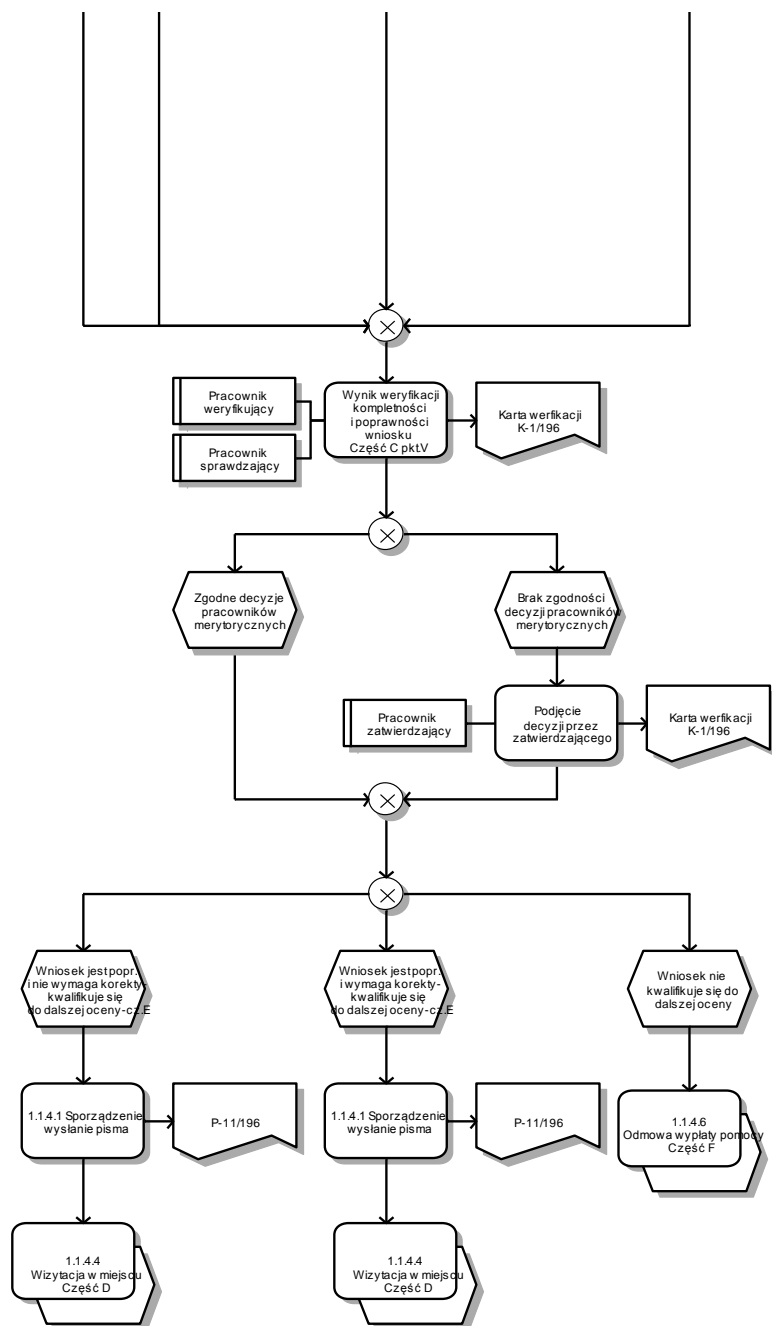 Pracownik
weryfikujący
Wynik weryfikacji
kompletności
i poprawności
wniosku
Część C pkt.V
Karta werfikacji
K-1/196
Pracownik
sprawdzający
Zgodne decyzje
pracowników
merytorycznych
Brak zgodności
decyzji pracowników
merytorycznych
Pracownik
zatwierdzający
Podjęcie
decyzji przez
zatwierdzającego
Karta werfikacji
K-1/196
Wniosek jest popr.
i nie wymaga korekty-
kwalifikuje się
do dalszej oceny-cz.E
Wniosek jest popr.
i wymaga korekty-
kwalifikuje się
do dalszej oceny-cz.E
Wniosek nie
kwalifikuje się do
dalszej oceny
1.1.4.1 Sporządzenie
wysłanie pisma
P-11/196
1.1.4.1 Sporządzenie
wysłanie pisma
P-11/196
1.1.4.6
Odmowa wypłaty pomocy
Część F
1.1.4.4
Wizytacja w miejscu
Część D
1.1.4.4
Wizytacja w miejscu
Część D